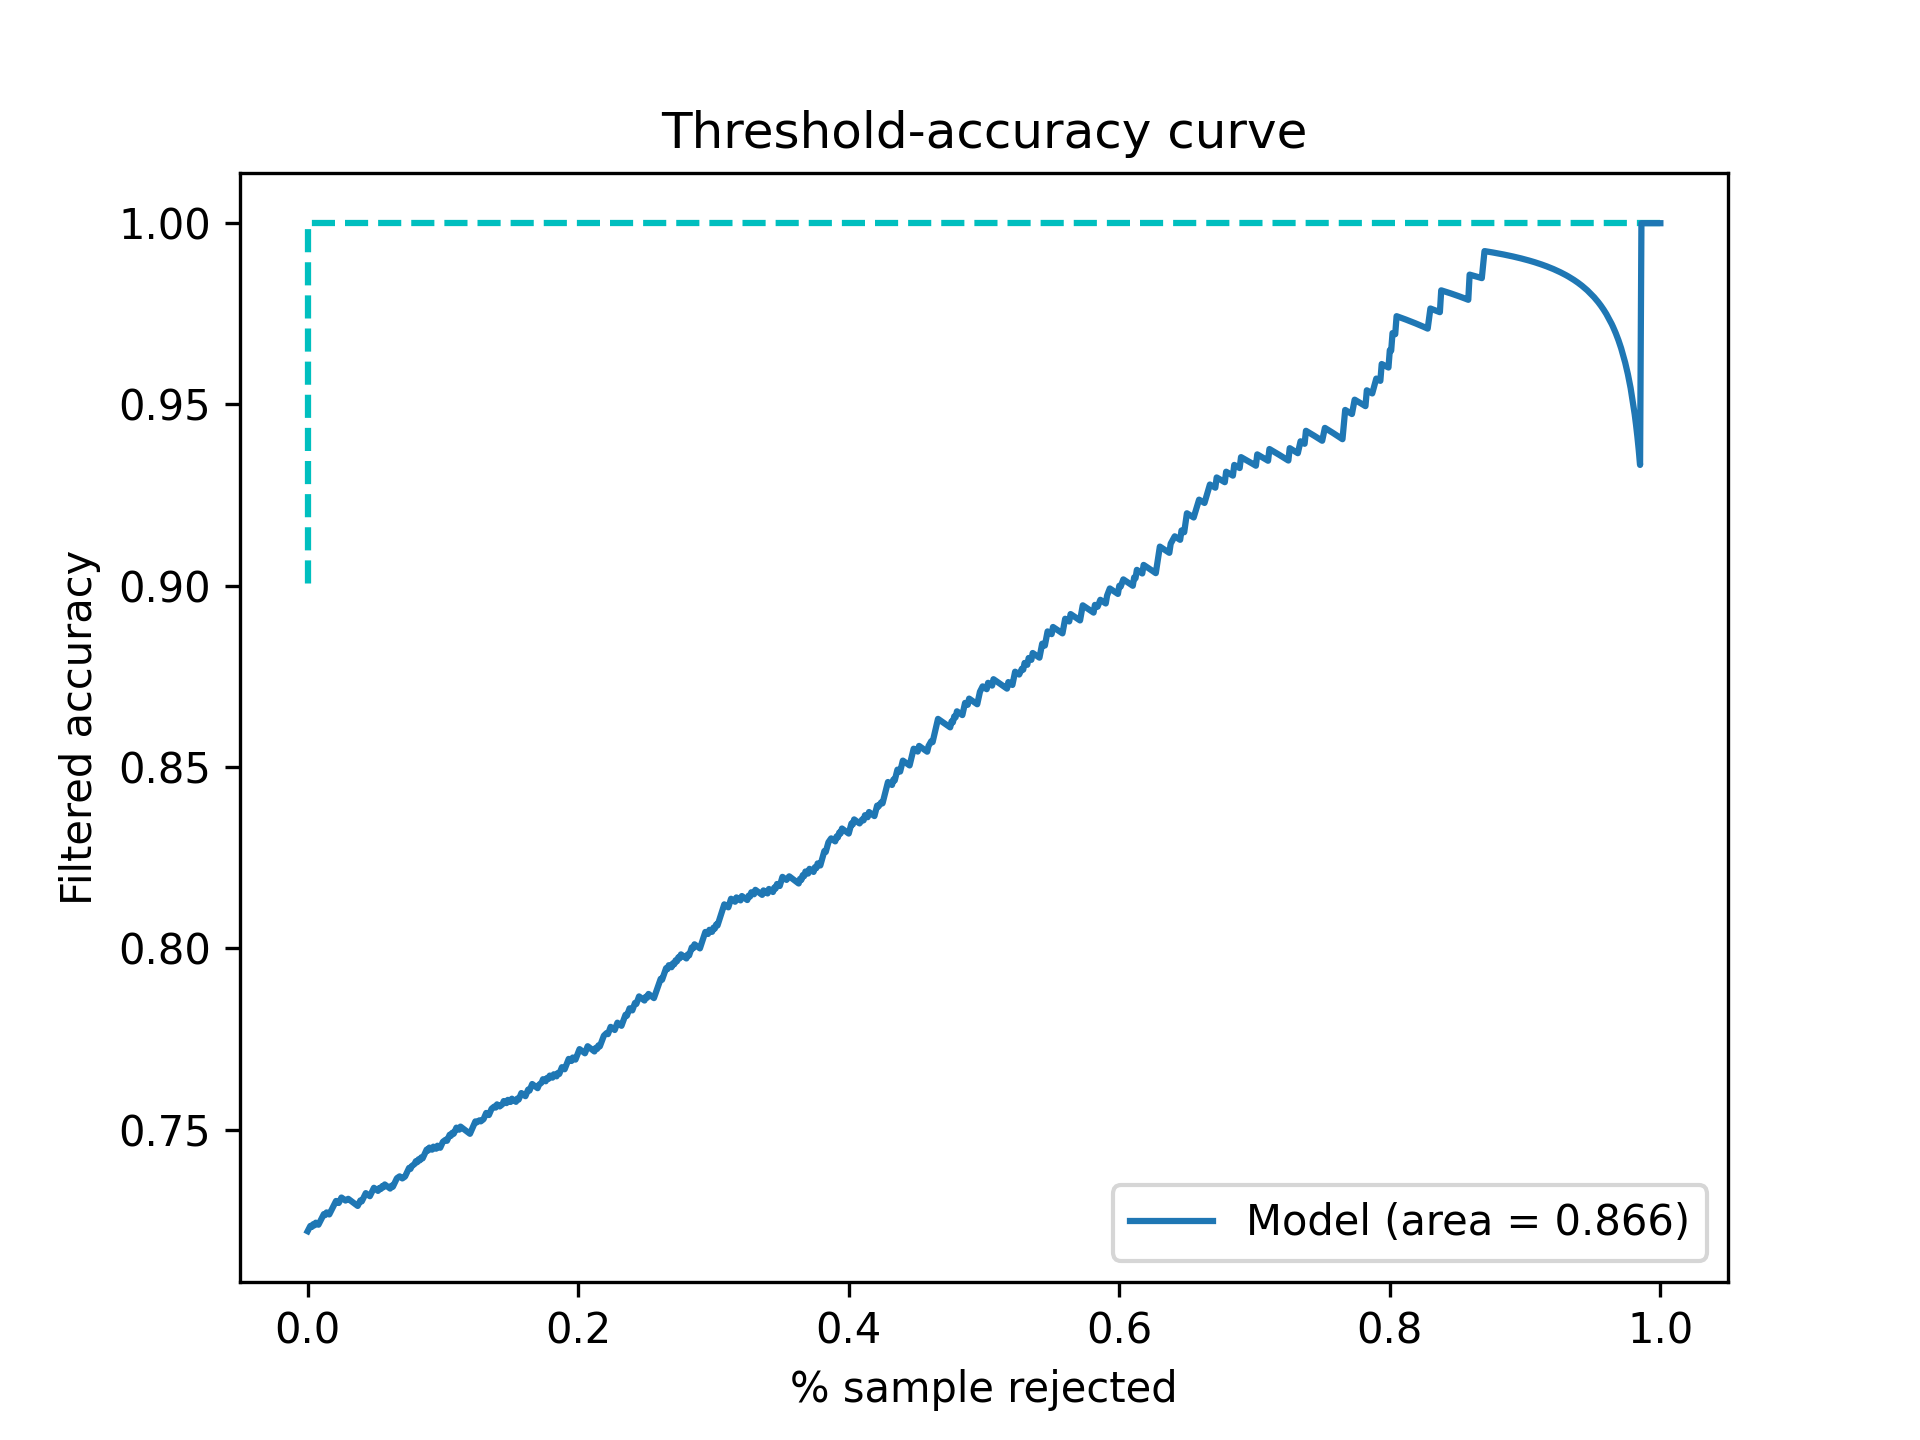 Threshold-accuracy curve
1.00
0.95
0.90
0.85
0.80
0.75
Filtered accuracy
Model (area = 0.866)
0.0 0.2 0.4 0.6 0.8 1.0
% sample rejected